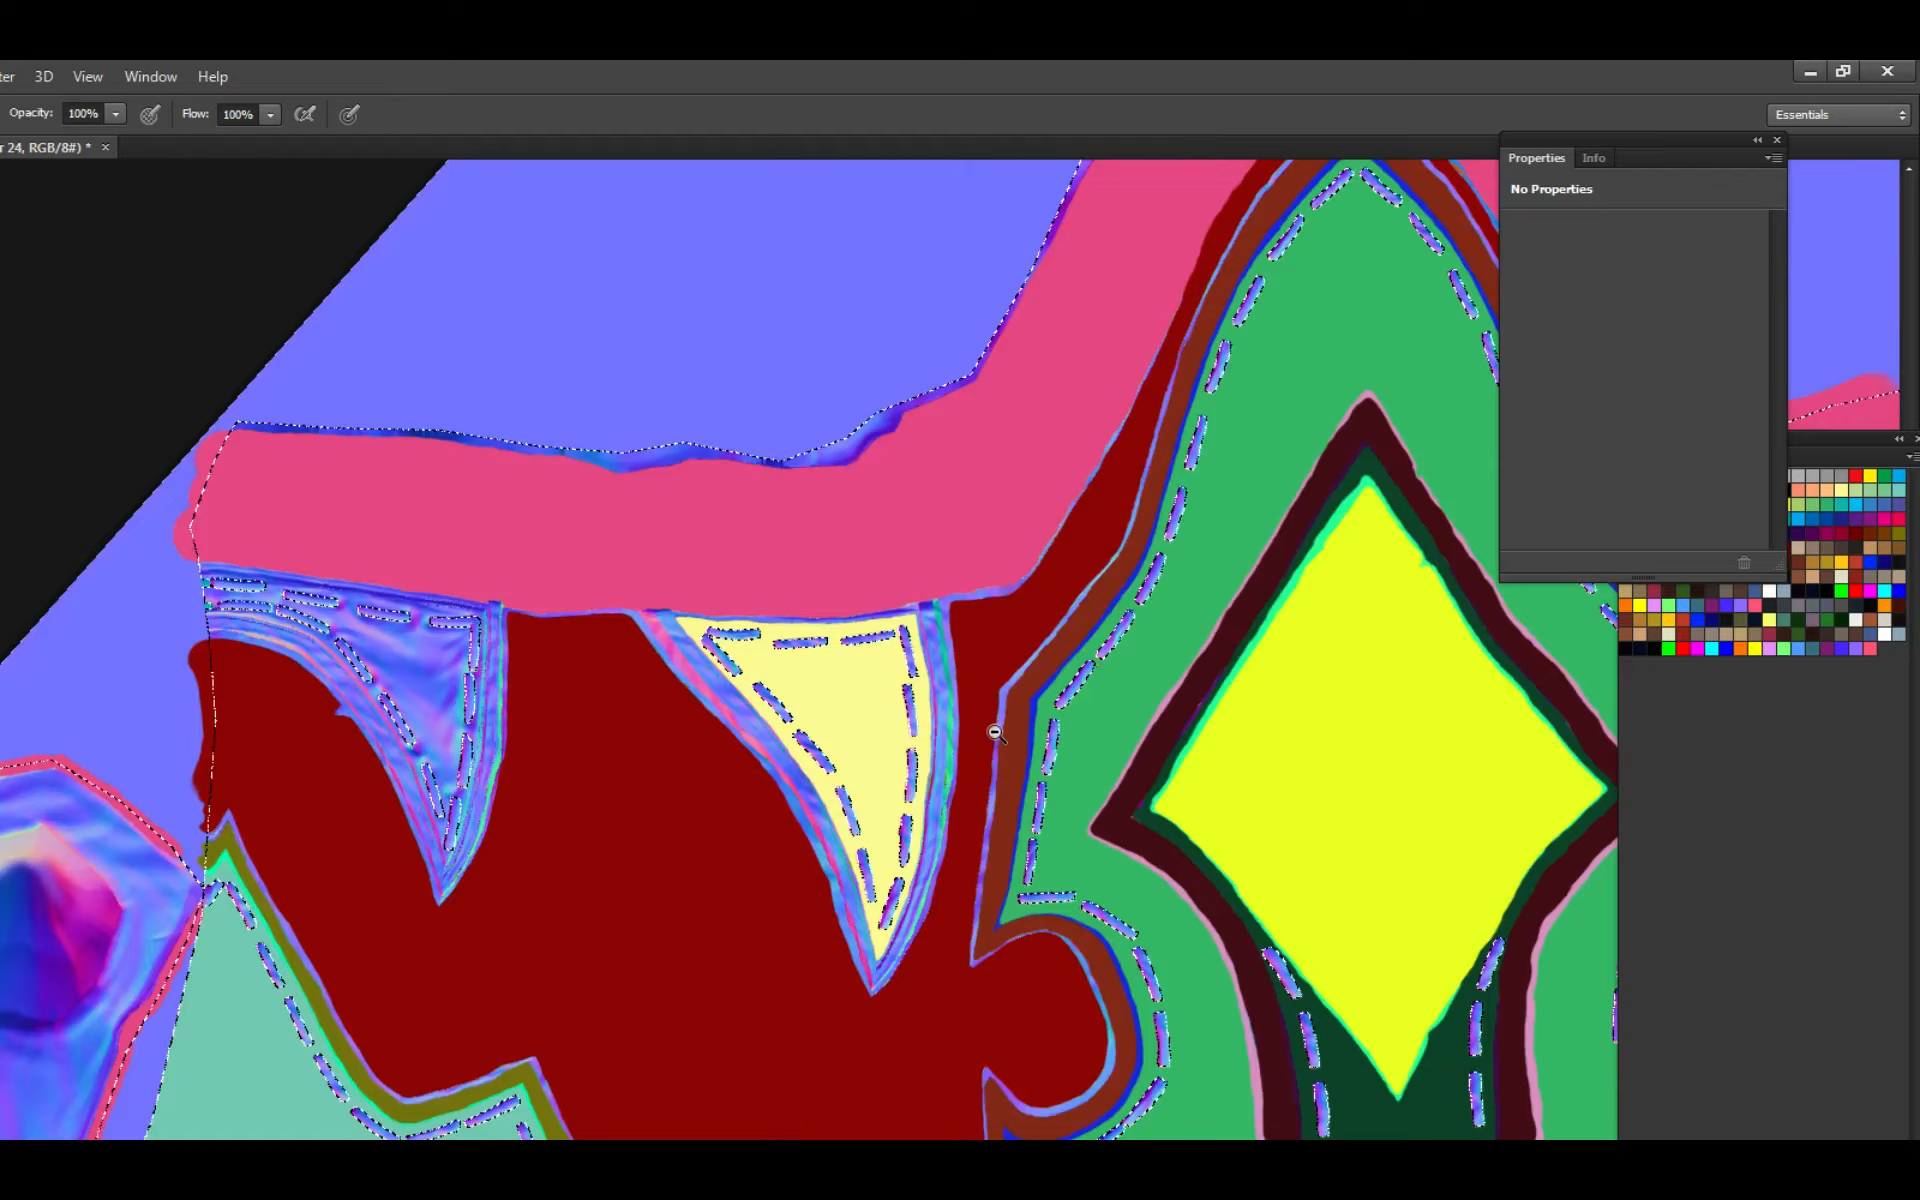 ter 3D View Window Help
Opacity: 100% Flow: 100% Essentials
r 24, RGB/8#) * ×
Properties Info
No Properties